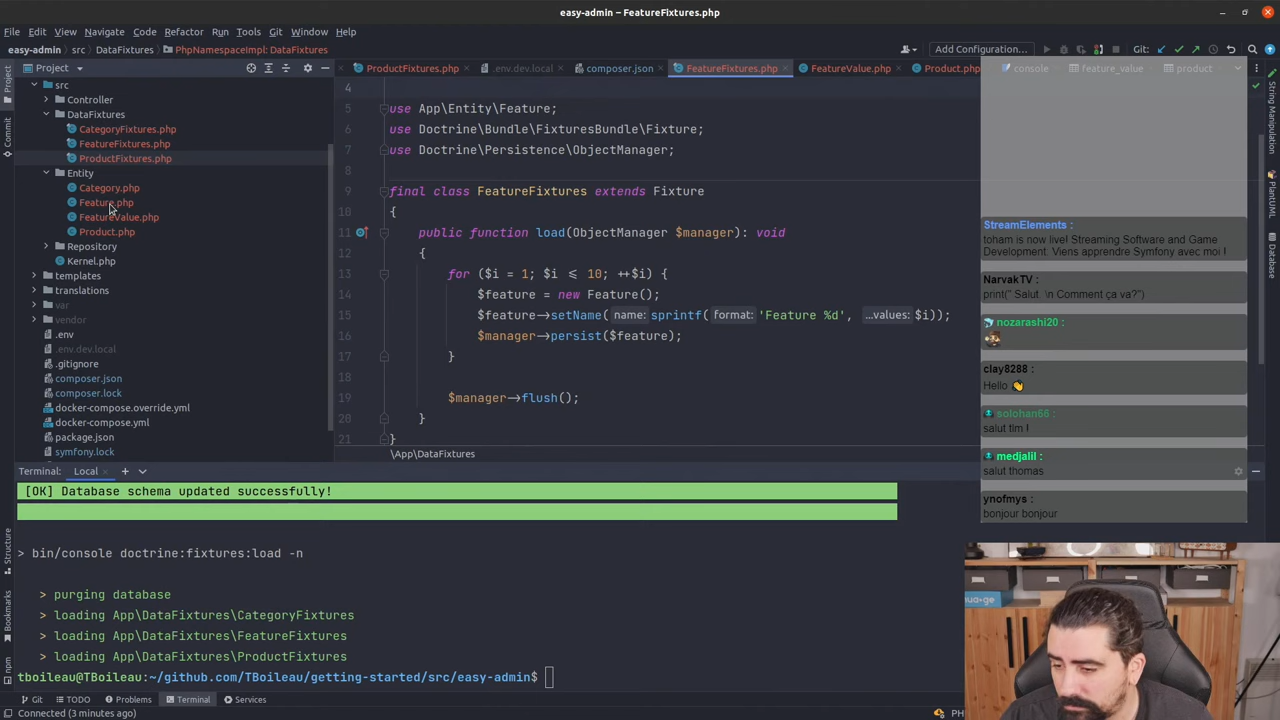 easy-admin – FeatureFixtures.php
File Edit View Navigate Code Refactor Run Tools Git Window Help
easy-admin src DataFixtures PhpNamespaceImpl: DataFixtures
Add Configuration... Git:
Project
ProductFixtures.php .env.dev.local composer.json FeatureFixtures.php FeatureValue.php Product.php console feature_value product
src
Controller
DataFixtures
CategoryFixtures.php
FeatureFixtures.php
ProductFixtures.php
Entity
Category.php
Feature.php
FeatureValue.php
Product.php
Repository
Kernel.php
templates
translations
var
vendor
.env
.env.dev.local
.gitignore
composer.json
composer.lock
docker-compose.override.yml
docker-compose.yml
package.json
symfony.lock
4
5 use App\Entity\Feature;
6 use Doctrine\Bundle\FixturesBundle\Fixture;
7 use Doctrine\Persistence\ObjectManager;
8
9 final class FeatureFixtures extends Fixture
10 {
11 public function load(ObjectManager $manager): void
12 {
13 for ($i = 1; $i <= 10; ++$i) {
14 $feature = new Feature();
15 $feature->setName( name: sprintf( format: 'Feature %d', ...values: $i));
16 $manager->persist($feature);
17 }
18
19 $manager->flush();
20 }
21 }
\App\DataFixtures
StreamElements :
toham is now live! Streaming Software and Game
Development: Viens apprendre Symfony avec moi !
NarvakTV :
print(" Salut \n Comment ça va?")
nozarashi20 :
clay8288 :
Hello 👋
solohan66 :
salut tim !
medjalil :
salut thomas
ynofmys :
bonjour bonjour
Terminal: Local
[OK] Database schema updated successfully!
> bin/console doctrine:fixtures:load -n
> purging database
> loading App\DataFixtures\CategoryFixtures
> loading App\DataFixtures\FeatureFixtures
> loading App\DataFixtures\ProductFixtures
tboileau@TBoileau:~/github.com/TBoileau/getting-started/src/easy-admin$
Git TODO Problems Terminal Services
Connected (3 minutes ago)
Project
Commit
Structure
Bookmarks
npm
String Manipulation
PlantUML
Database